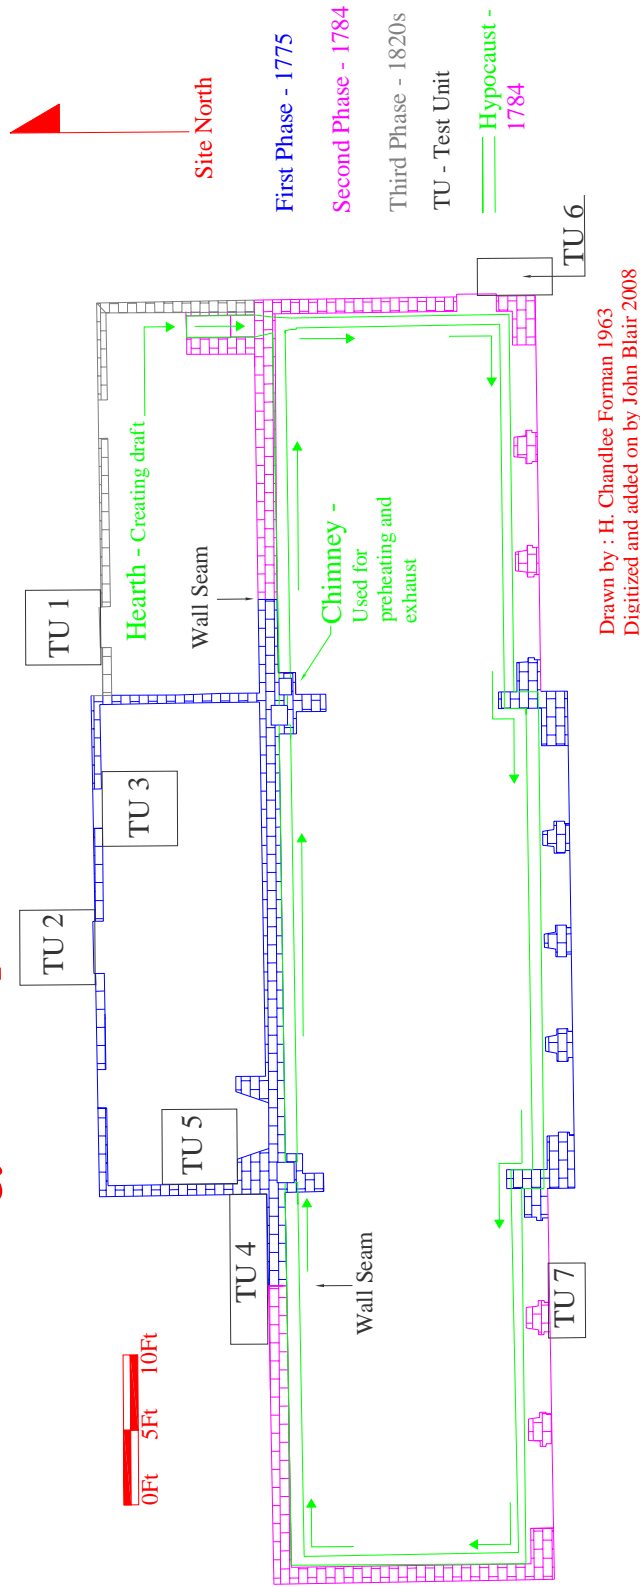 Site North
First Phase - 1775
Second Phase - 1784
Third Phase - 1820s
TU - Test Unit
Hypocaust -
1784
TU 6
TU 1
Hearth - Creating draft
Wall Seam
Chimney -
Used for
preheating and
exhaust
TU 3
TU 2
TU 5
TU 4
Wall Seam
TU 7
0Ft 5Ft 10Ft
Drawn by : H. Chandlee Forman 1963
Digitized and added on by John Blair 2008